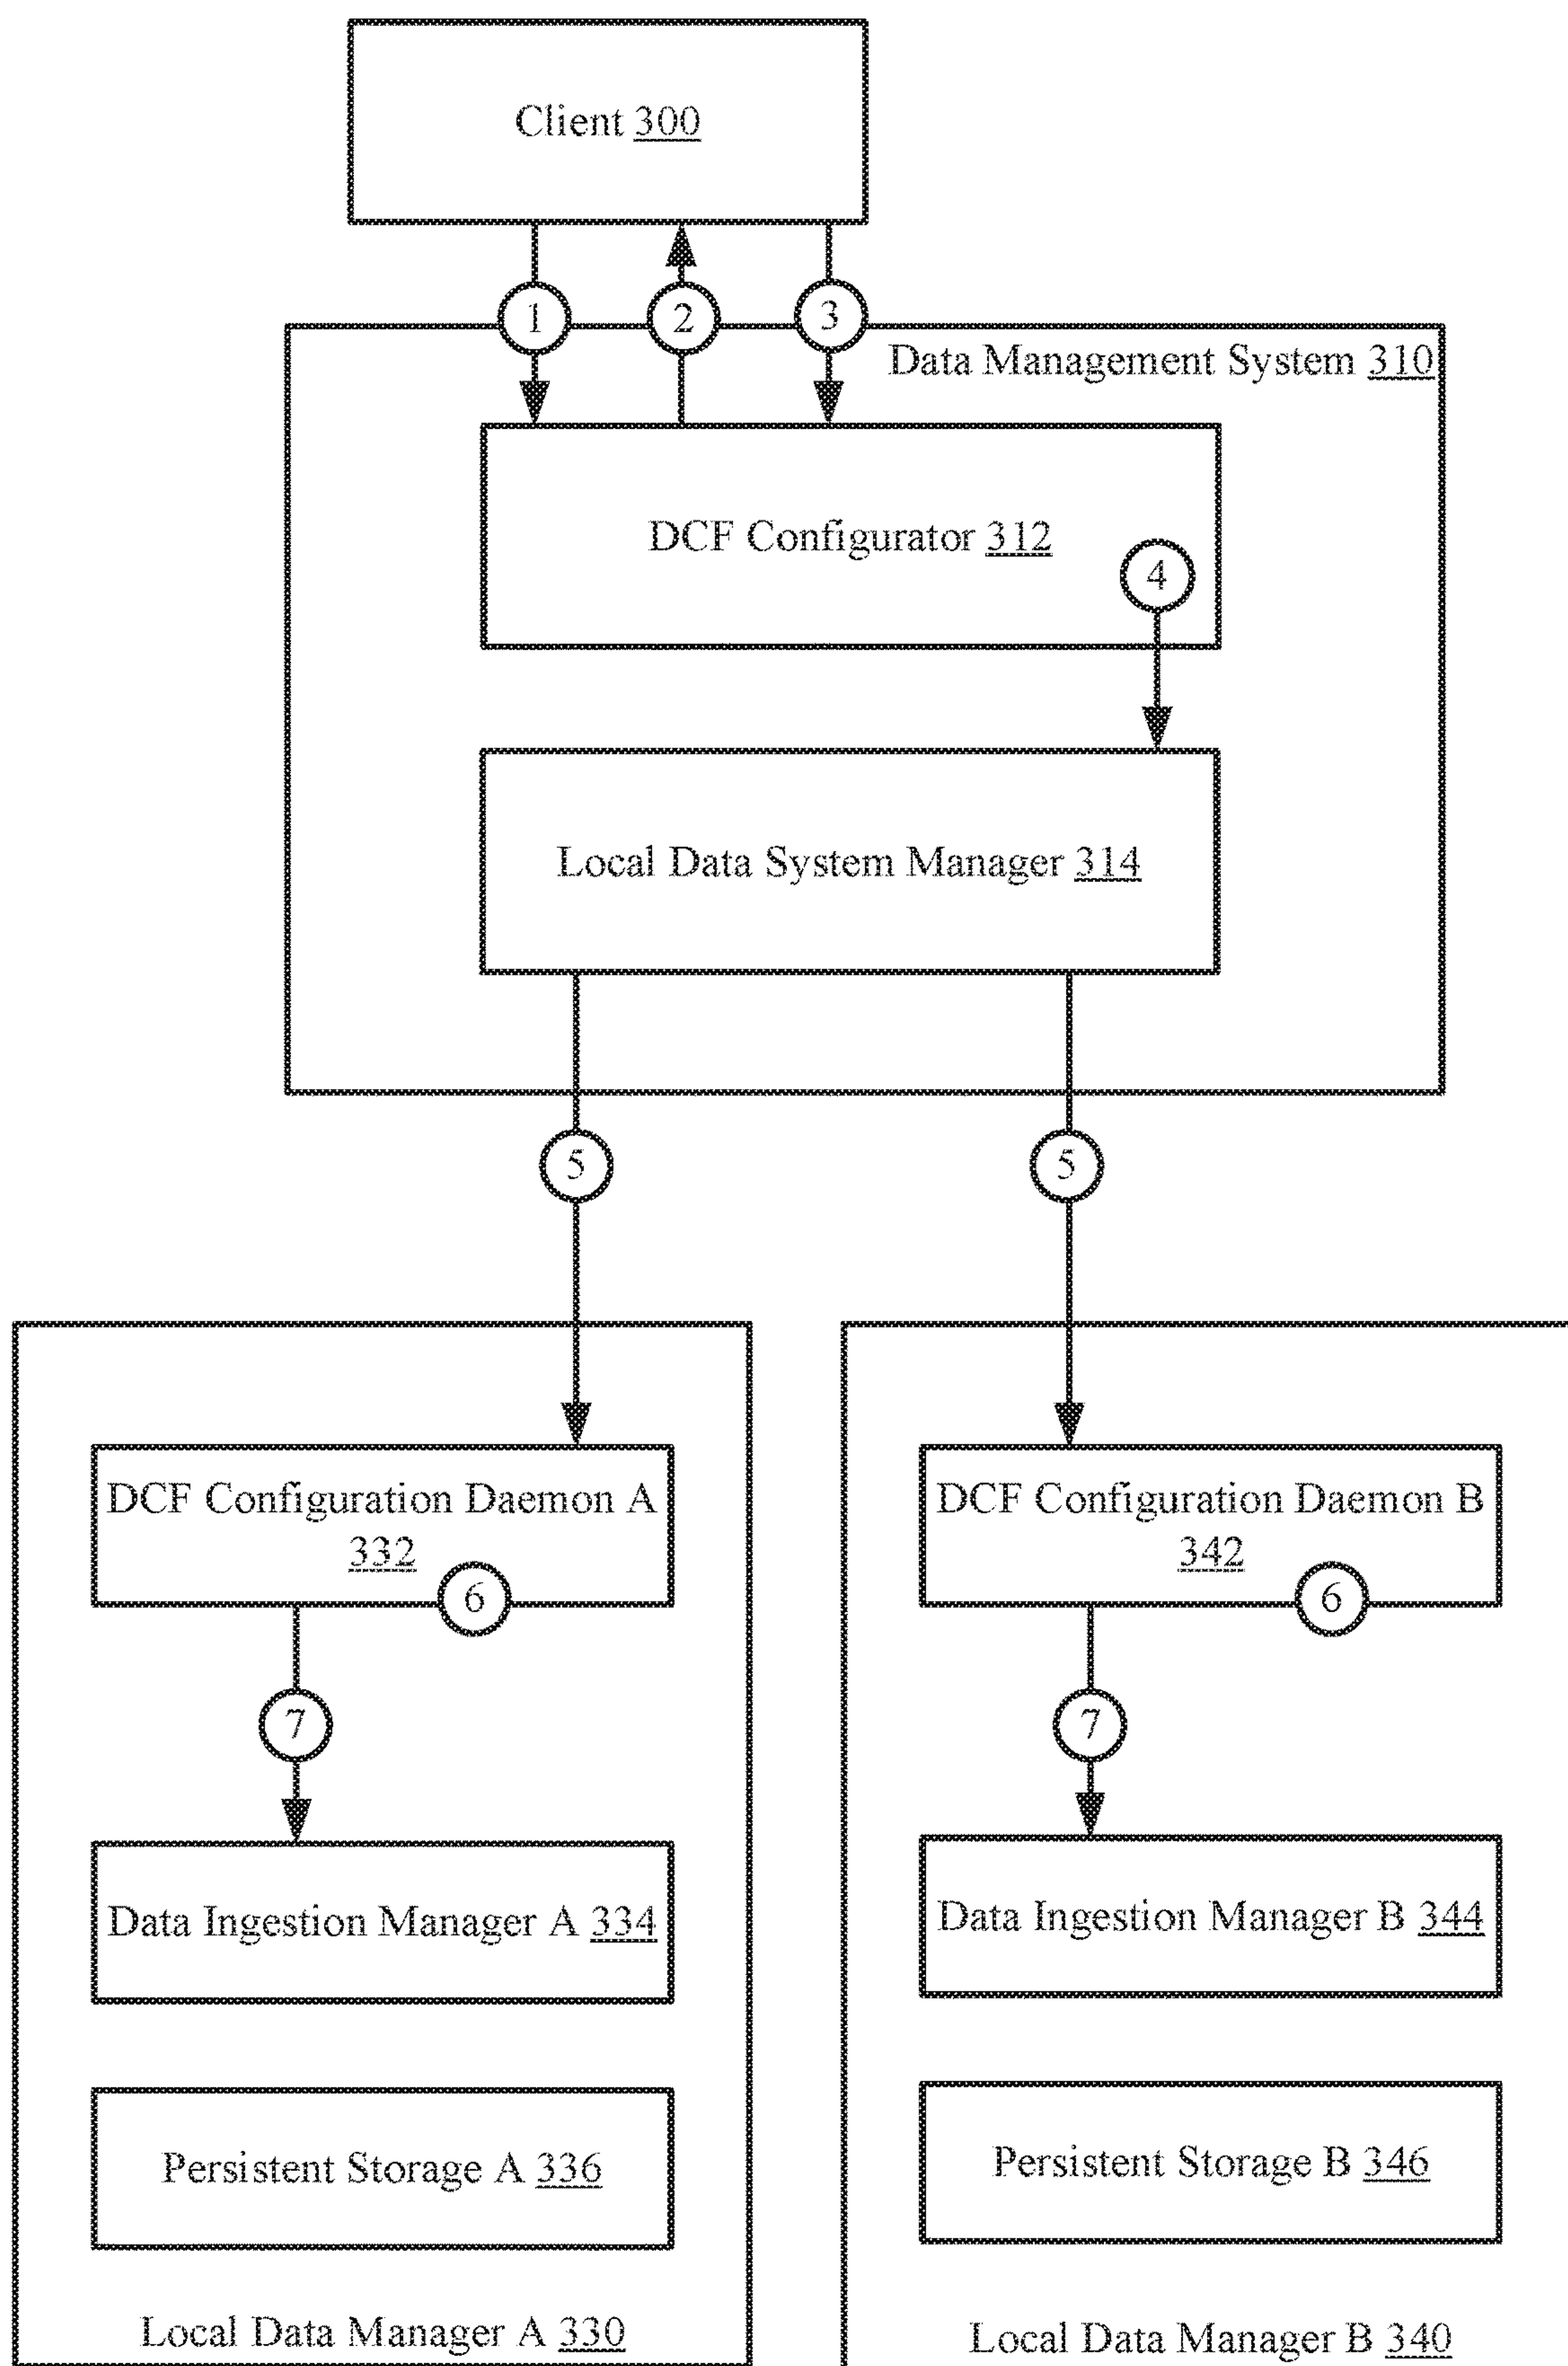 Client 300
1 2 3
Data Management System 310
DCF Configurator 312
4
Local Data System Manager 314
5 5
DCF Configuration Daemon A
332
6
7
Data Ingestion Manager A 334
Persistent Storage A 336
Local Data Manager A 330
DCF Configuration Daemon B
342
6
7
Data Ingestion Manager B 344
Persistent Storage B 346
Local Data Manager B 340